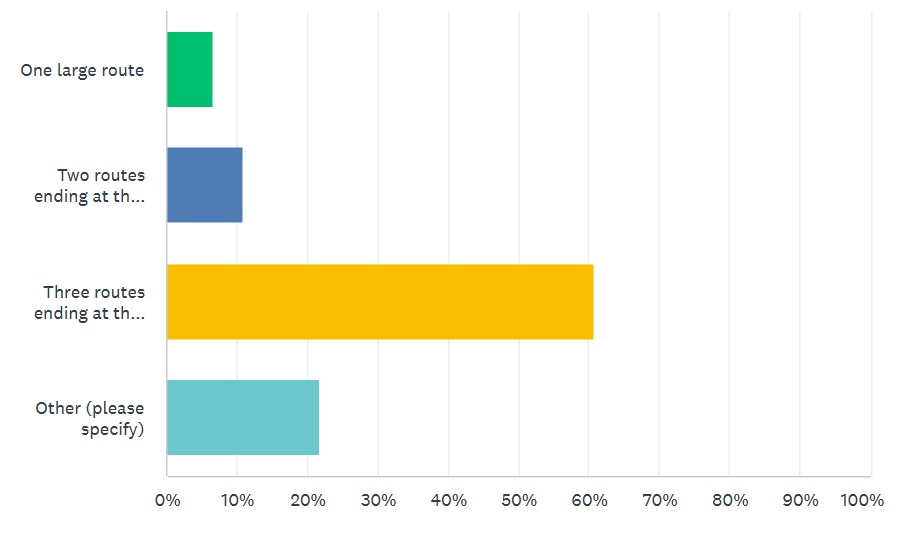 One large route
Two routes
ending at th...
Three routes
ending at th...
Other (please
specify)
0% 10% 20% 30% 40% 50% 60% 70% 80% 90% 100%